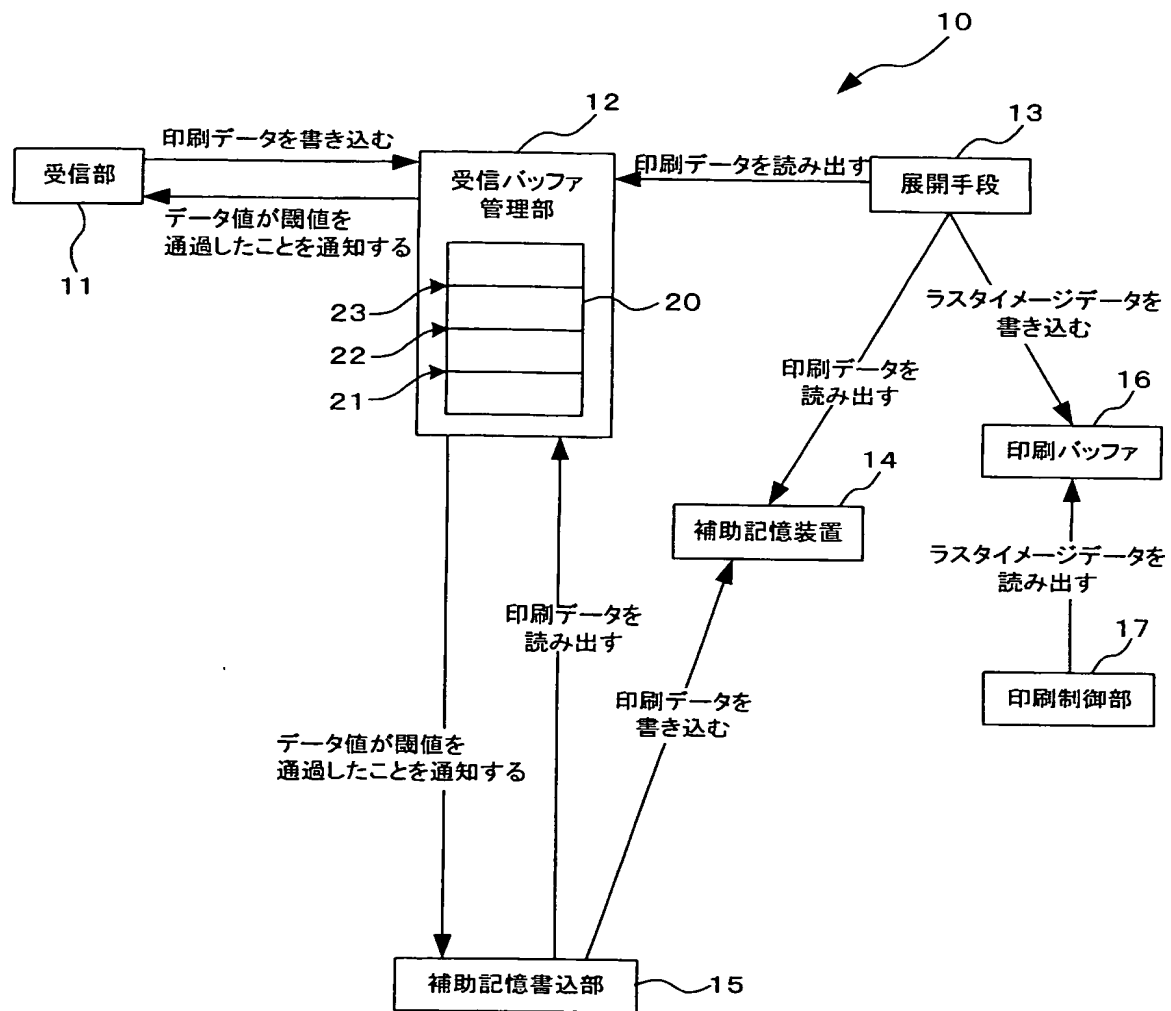 10
12
13
印刷データを書き込む
受信部
受信バッファ
管理部
印刷データを読み出す
展開手段
データ値が閾値を
通過したことを通知する
11
23
22
21
20
ラスタイメージデータを
書き込む
印刷データを
読み出す
16
印刷バッファ
14
補助記憶装置
ラスタイメージデータを
読み出す
印刷データを
読み出す
17
印刷制御部
印刷データを
書き込む
データ値が閾値を
通過したことを通知する
補助記憶書込部
15